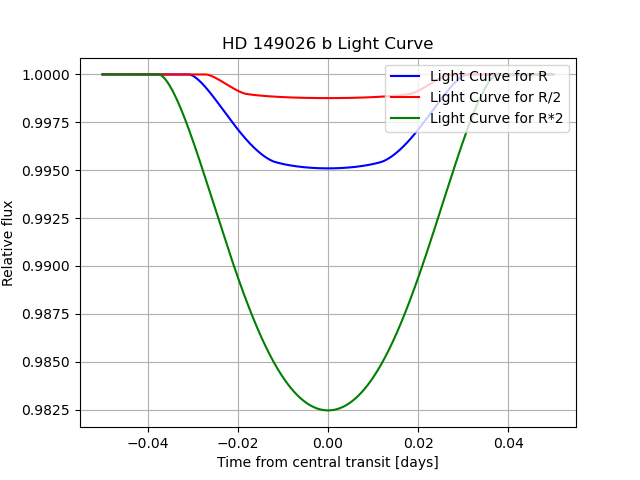 HD 149026 b Light Curve
1.0000
0.9975
0.9950
0.9925
0.9900
0.9875
0.9850
0.9825
Relative flux
Light Curve for R
Light Curve for R/2
Light Curve for R*2
−0.04 −0.02 0.00 0.02 0.04
Time from central transit [days]